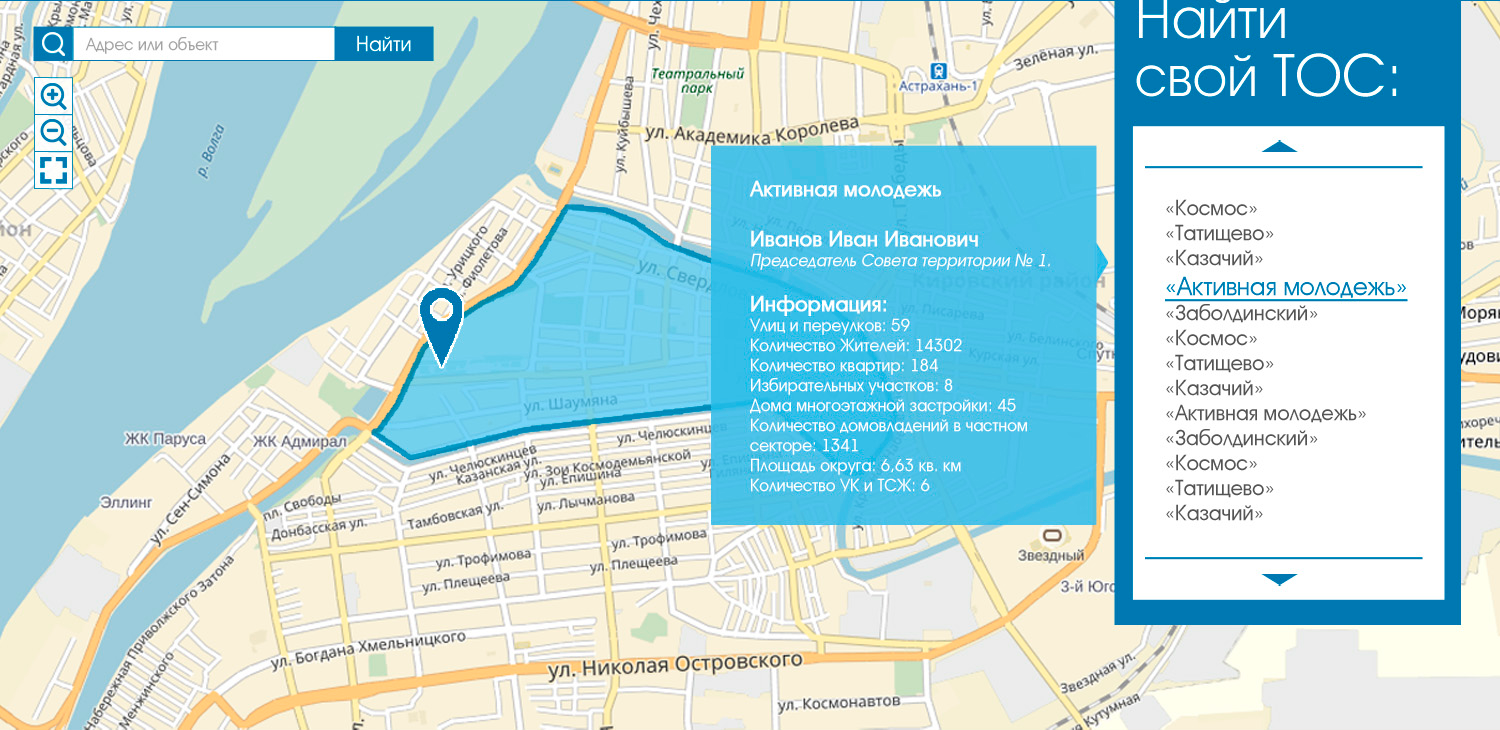 Адрес или объект
Найти
Найти
свой ТОС:
«Космос»
«Татищево»
«Казачий»
«Активная молодежь»
«Заболдинский»
«Космос»
«Татищево»
«Казачий»
«Активная молодежь»
«Заболдинский»
«Космос»
«Татищево»
«Казачий»
Активная молодежь
Иванов Иван Иванович
Председатель Совета территории № 1.
Информация:
Улиц и переулков: 59
Количество Жителей: 14302
Количество квартир: 184
Избирательных участков: 8
Дома многоэтажной застройки: 45
Количество домовладений в частном
секторе: 1341
Площадь округа: 6,63 кв. км
Количество УК и ТСЖ: 6
р. Волга
ул. Куйбышева
Театральный
парк
Астрахань-1
Зелёная ул.
ул. Академика Королева
ул. Урицкого
ул. Фиолетова
ул. Свердлова
Кировский район
ул. Писарева
ул. Белинского
Курская ул.
ул. Шаумяна
ЖК Паруса
ЖК Адмирал
Эллинг
ул. Сен-Симона
пл. Свободы
Донбасская ул.
ул. Челюскинцев
ул. Челюскинцев
Казанская ул.
ул. Зои Космодемьянской
ул. Епишина
Тамбовская ул.
ул. Лычманова
ул. Трофимова
ул. Трофимова
ул. Плещеева
ул. Плещеева
Звездный
3-й Юго
ул. Богдана Хмельницкого
ул. Николая Островского
Набережная Приволжского Затона
Менжинского
ул. Космонавтов
Звездная ул.
Кутумная